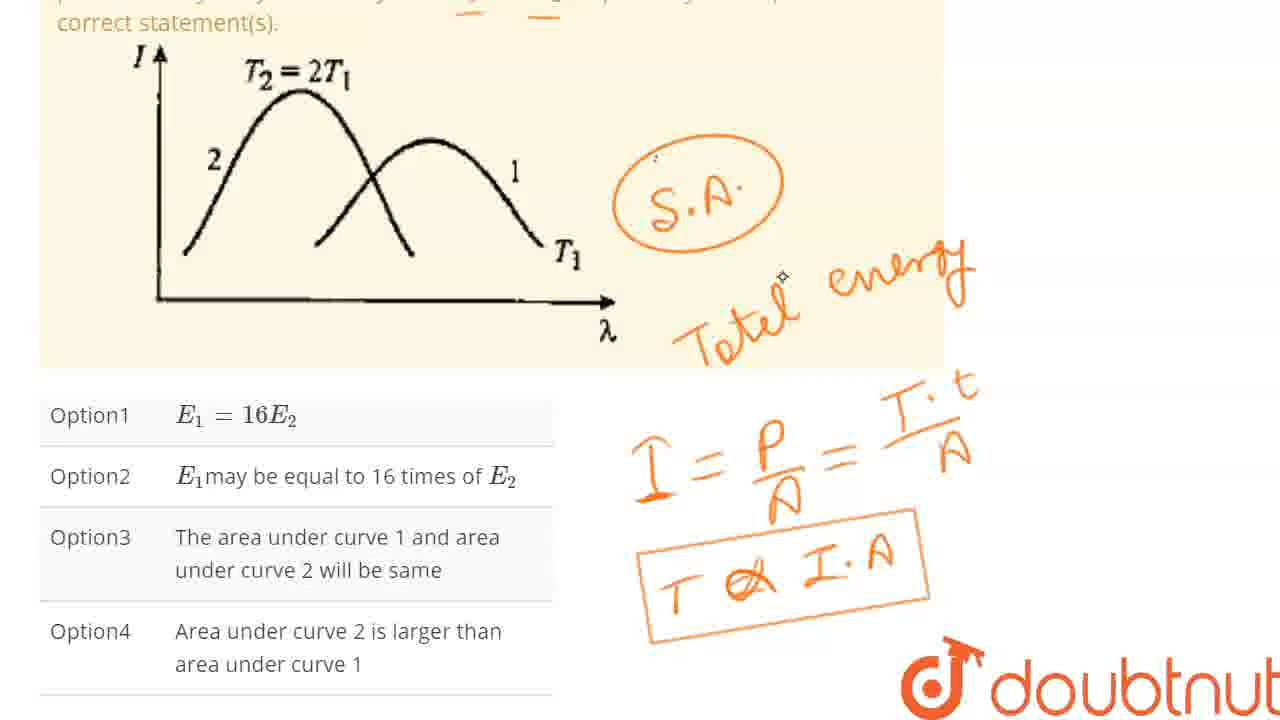 correct statement(s).
I
T₂ = 2T₁
2
1
T₁
λ
S.A.
Total energy
Option1 E₁ = 16E₂
Option2 E₁may be equal to 16 times of E₂
Option3 The area under curve 1 and area
under curve 2 will be same
Option4 Area under curve 2 is larger than
area under curve 1
I = P/A = T.t/A
T α I.A
doubtnut